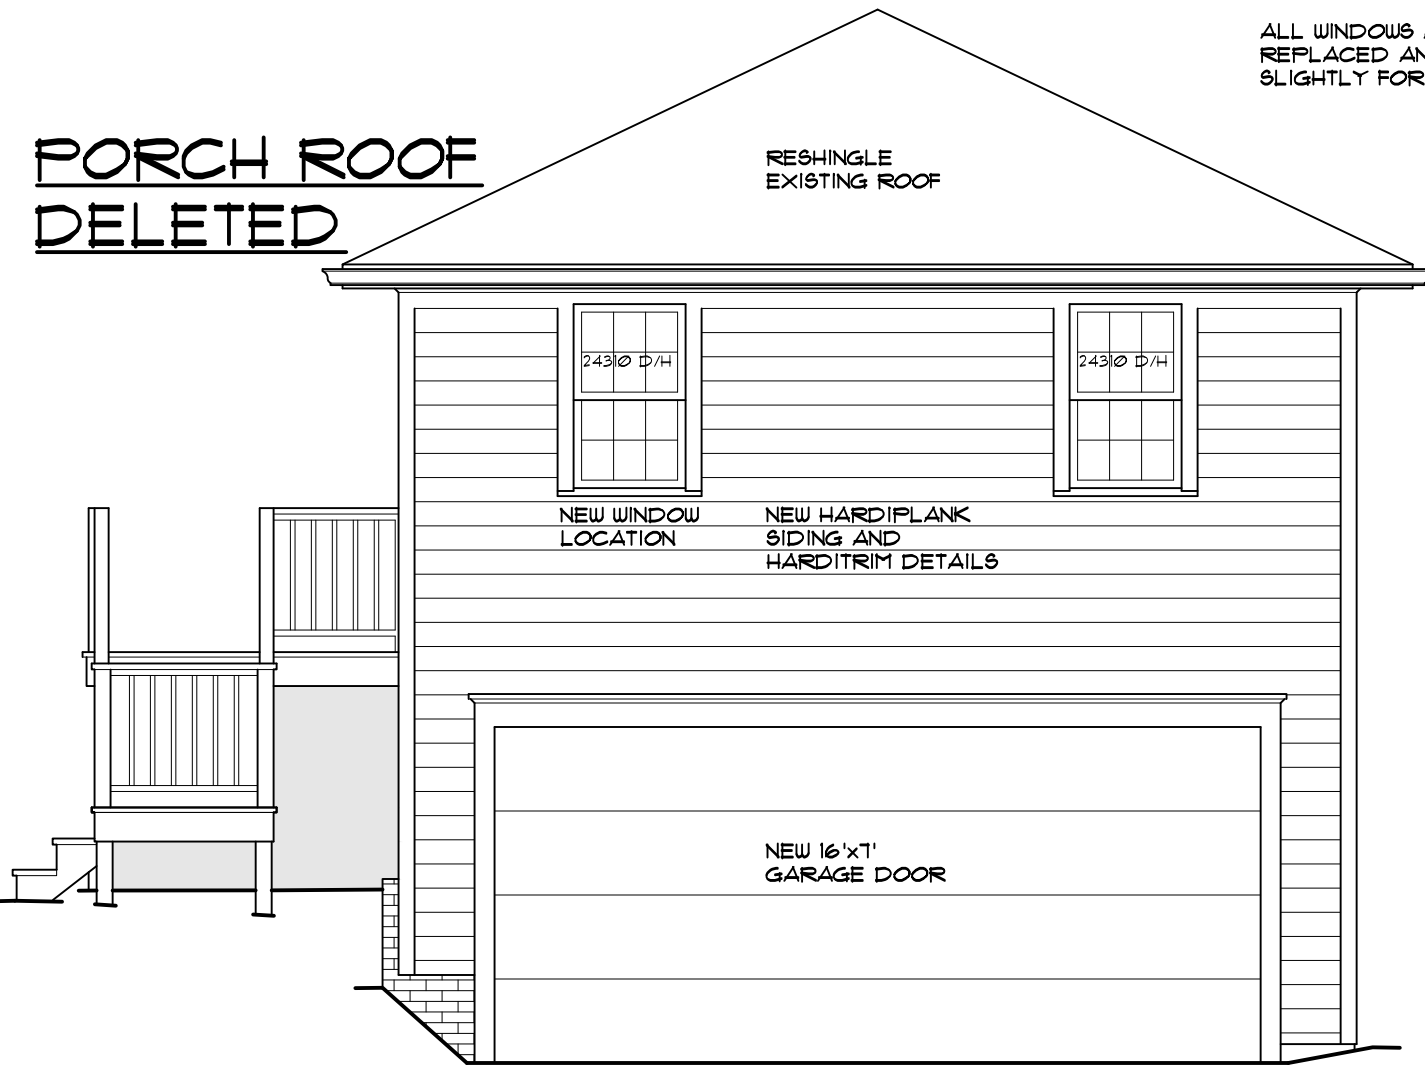 ALL WINDOWS
REPLACED
SLIGHTLY FOR
PORCH ROOF
DELETED
RESHINGLE
EXISTING ROOF
24310 D/H
24310 D/H
NEW WINDOW
LOCATION
NEW HARDIPLANK
SIDING AND
HARDITRIM DETAILS
NEW 16'x7'
GARAGE DOOR